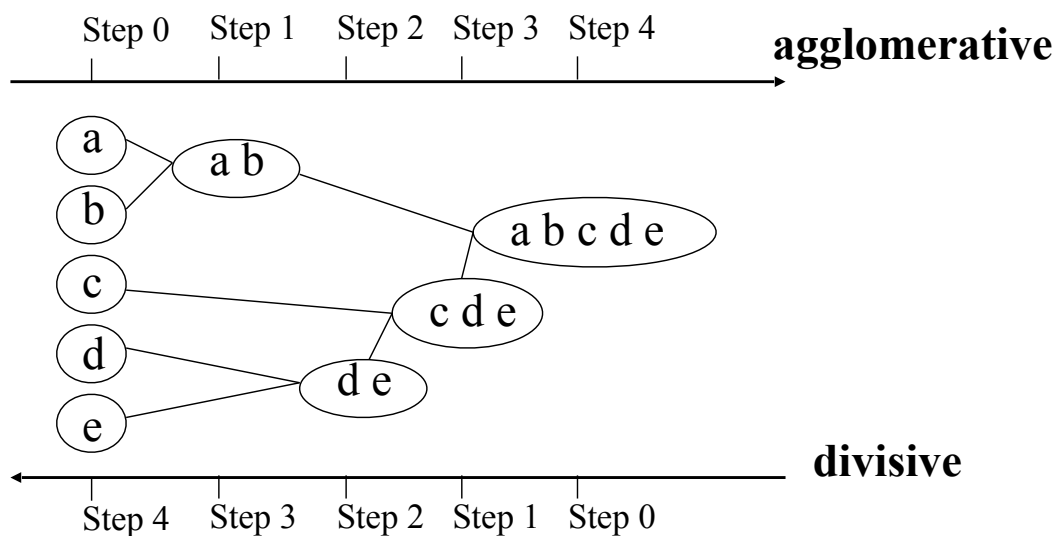 Step 0 Step 1 Step 2 Step 3 Step 4
agglomerative
a
a b
b
a b c d e
c
c d e
d
d e
e
divisive
Step 4 Step 3 Step 2 Step 1 Step 0